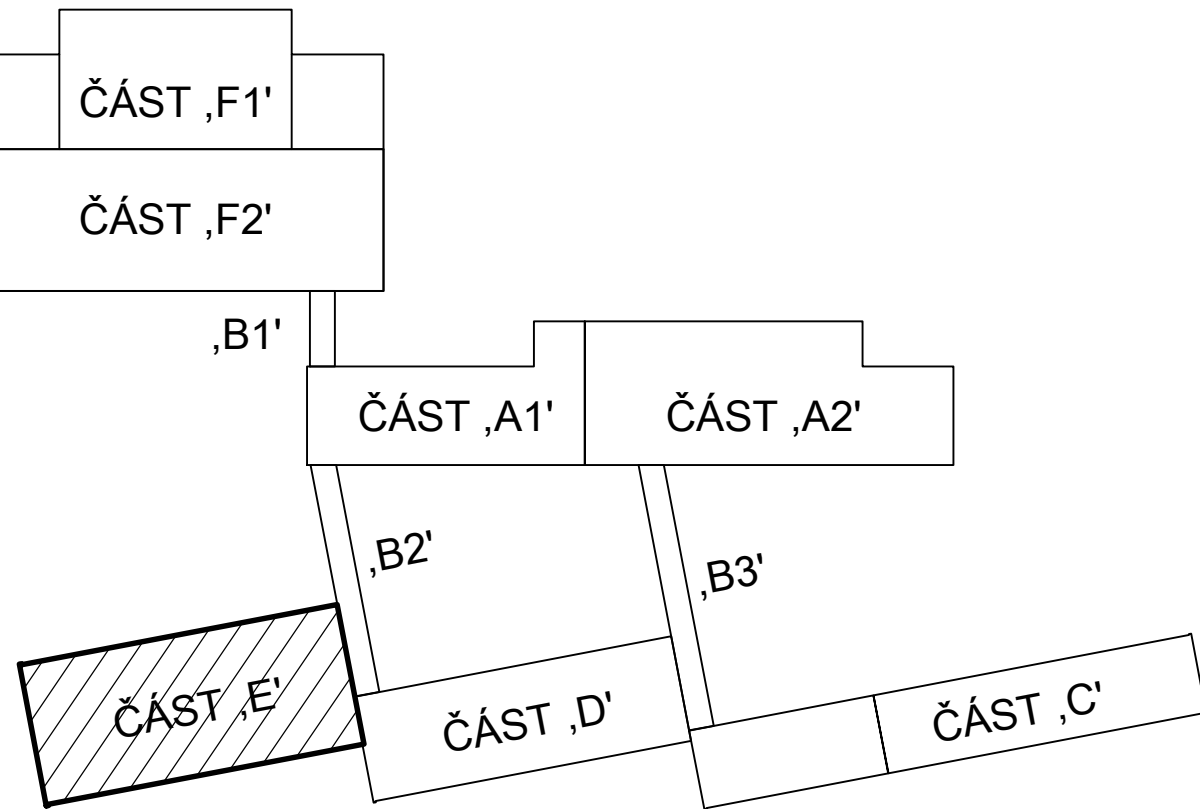 ČÁST ‚F1'
ČÁST ‚F2'
‚B1'
ČÁST ‚A1'
ČÁST ‚A2'
‚B2'
‚B3'
ČÁST ‚E'
ČÁST ‚D'
ČÁST ‚C'